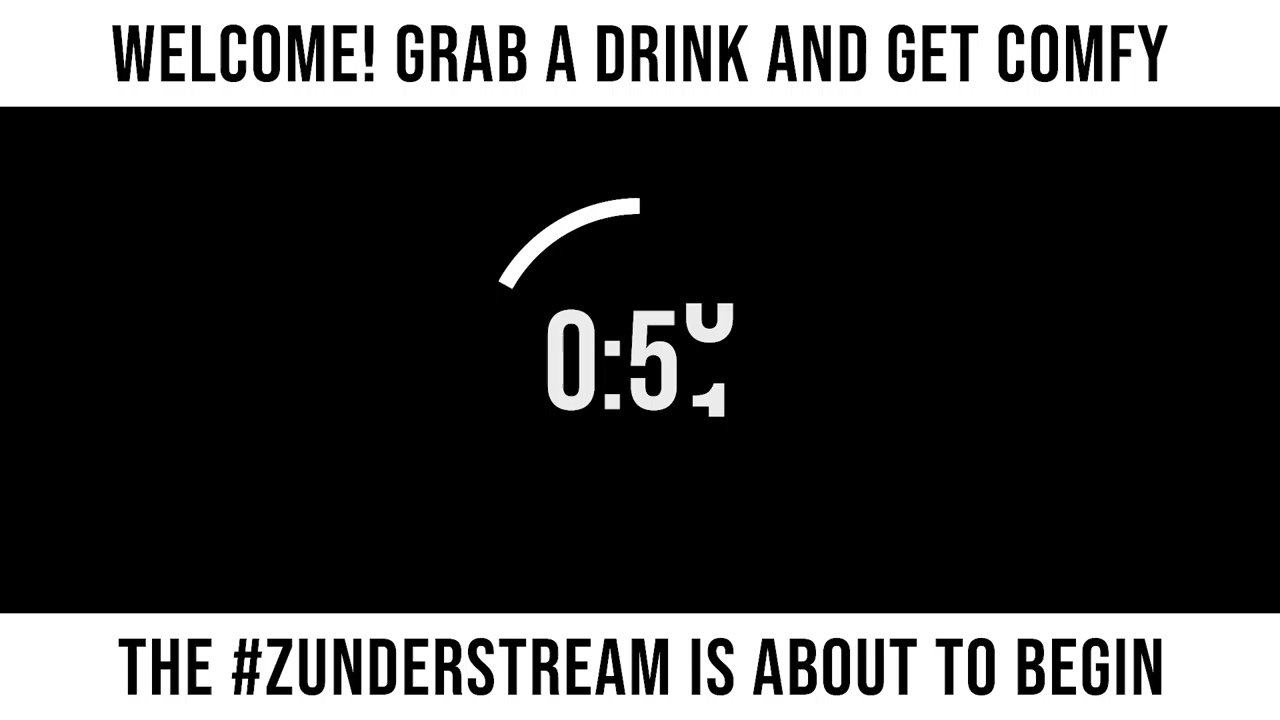 WELCOME! GRAB A DRINK AND GET COMFY
0:5
THE #ZUNDERSTREAM IS ABOUT TO BEGIN